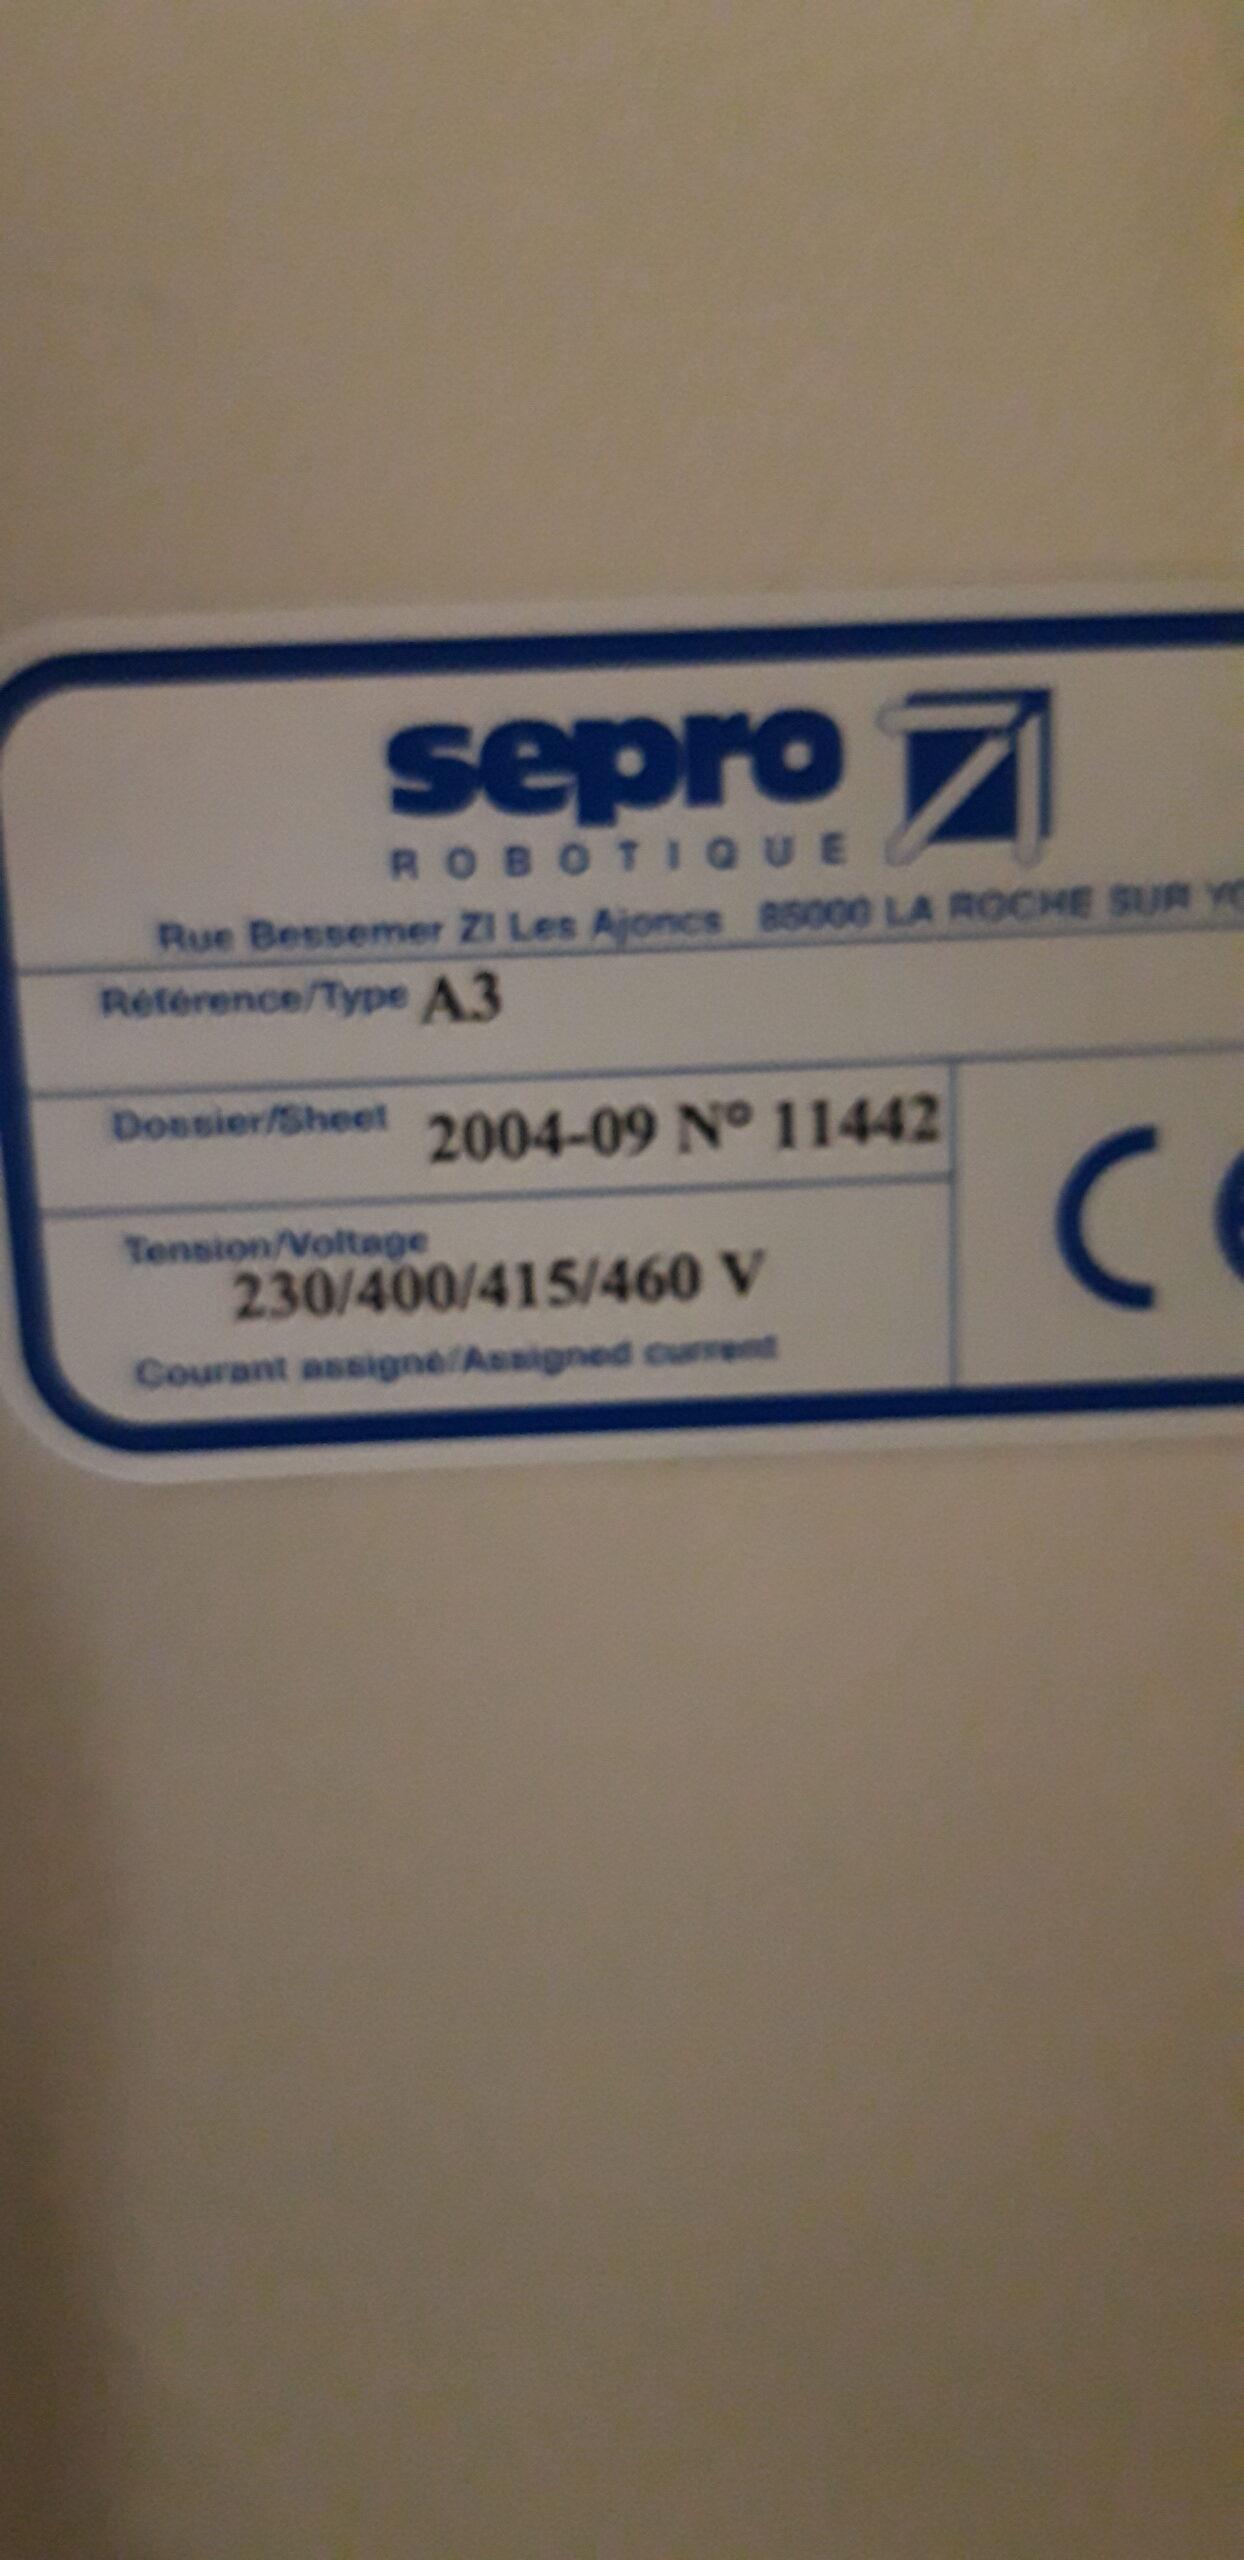 sepro
ROBOTIQUE
Rue Bessemer ZI Les Ajoncs 85000 LA ROCHE SUR YO
Référence/Type A3
Dossier/Sheet 2004-09 N° 11442
Tension/Voltage
230/400/415/460 V
Courant assigné/Assigned current
C